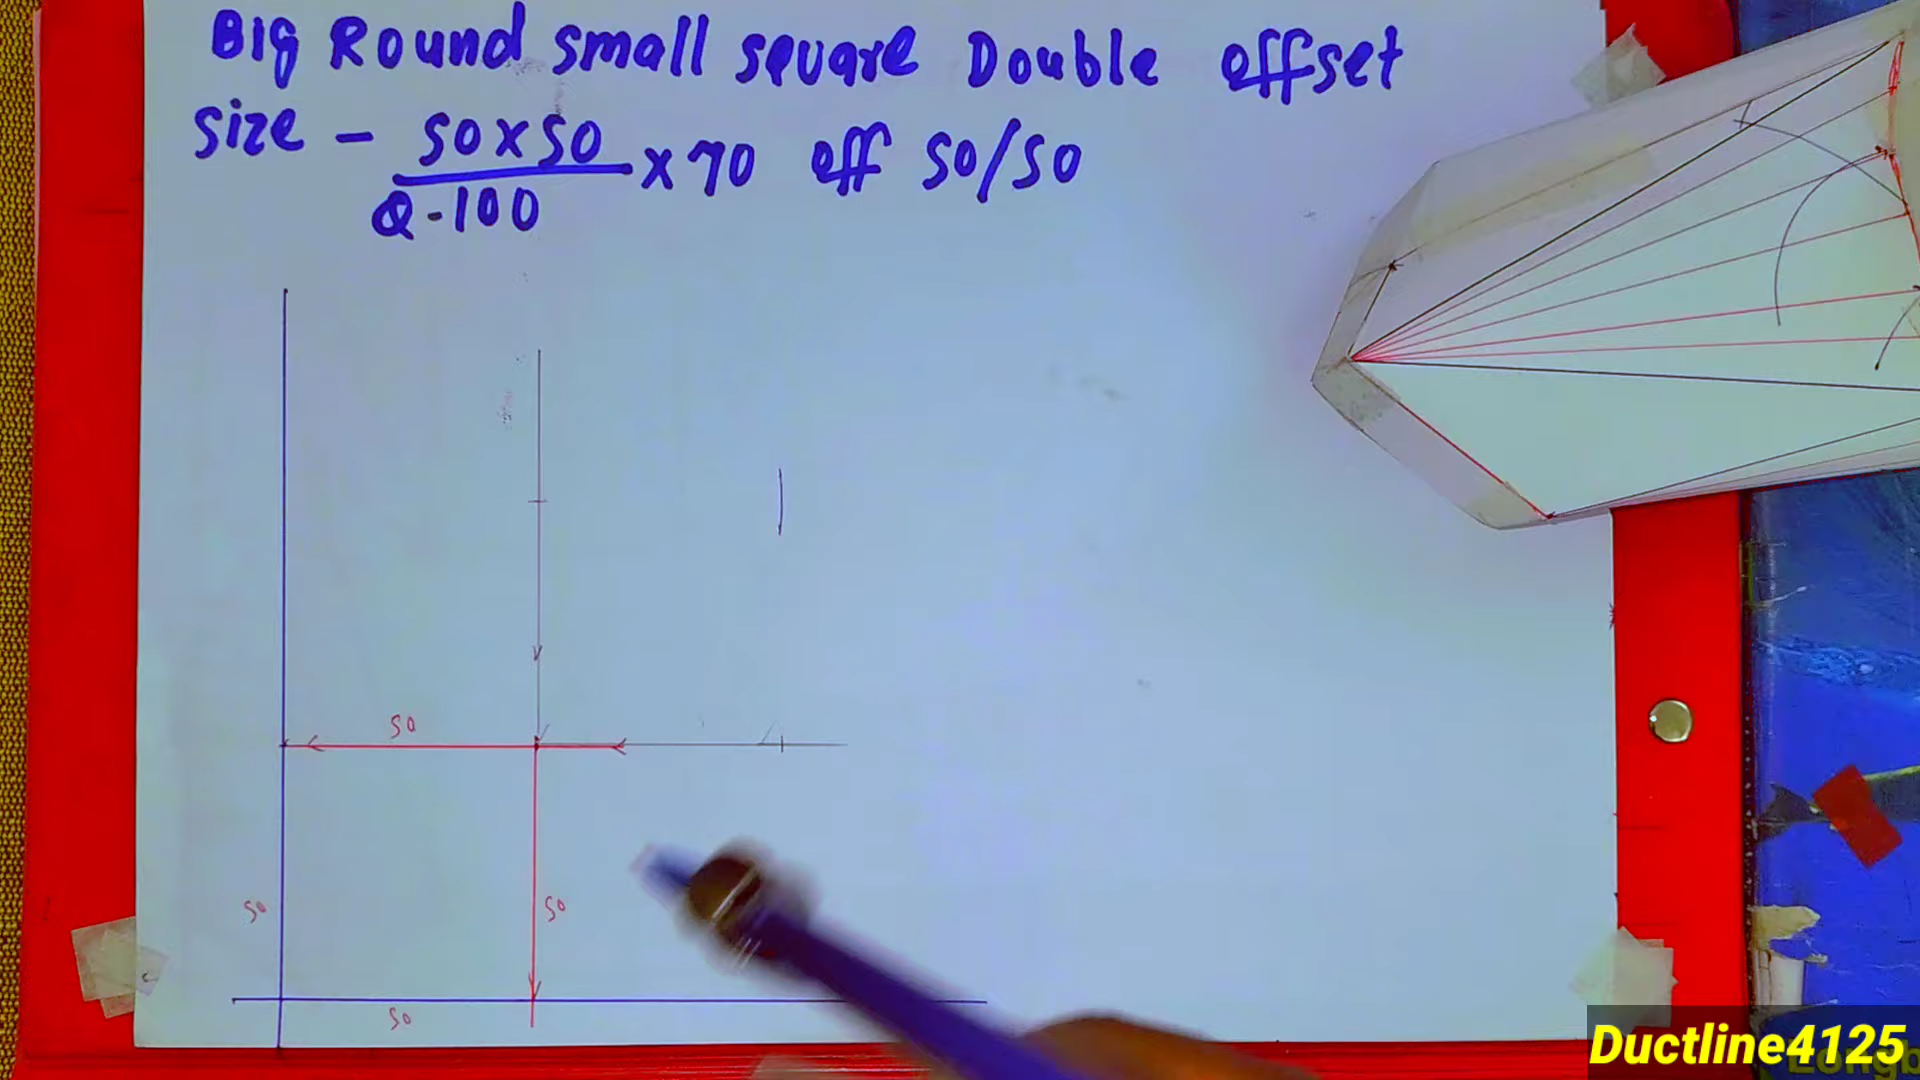 Big Round small square Double offset
size - 50x50 x 70 off 50/50
Q-100
50
50
50
50
Ductline4125